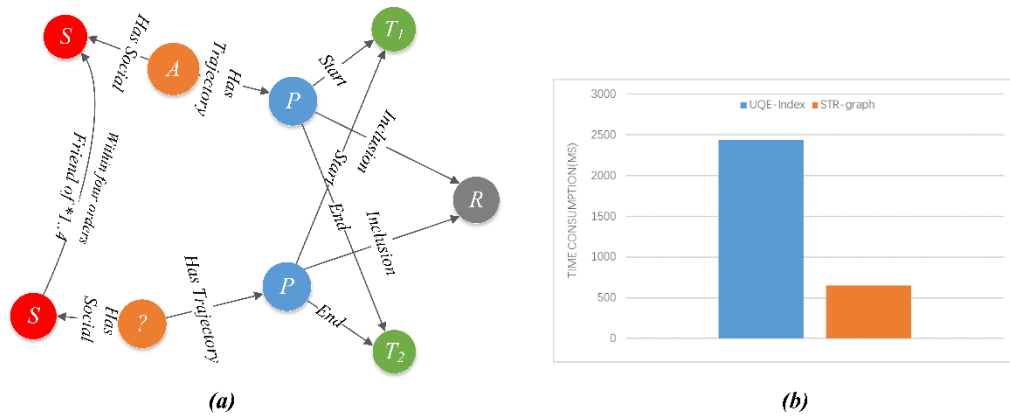 S
Has Social
A
Has
Trajectory
P
Start
T1
Inclusion
Start
End
R
Within four orders
Friend of *1..4
Inclusion
P
Has Trajectory
End
S
Has
Social
?
T2
(a)
UQE-Index
STR-graph
TIME CONSUMPTION(MS)
3000
2500
2000
1500
1000
500
0
(b)